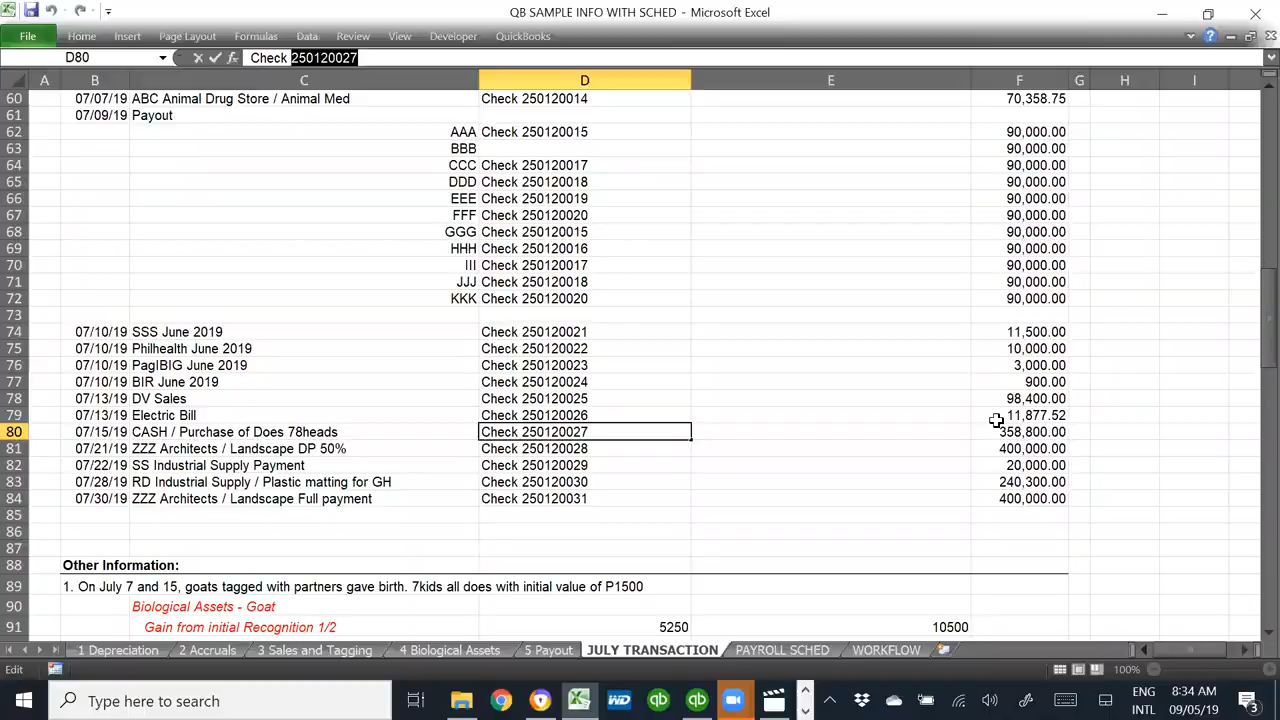 QB SAMPLE INFO WITH SCHED - Microsoft Excel
File Home Insert Page Layout Formulas Data Review View Developer QuickBooks
D80 fx Check 250120027
A B C D E F G H I
60 07/07/19 ABC Animal Drug Store / Animal Med Check 250120014 70,358.75
61 07/09/19 Payout
62 AAA Check 250120015 90,000.00
63 BBB 90,000.00
64 CCC Check 250120017 90,000.00
65 DDD Check 250120018 90,000.00
66 EEE Check 250120019 90,000.00
67 FFF Check 250120020 90,000.00
68 GGG Check 250120015 90,000.00
69 HHH Check 250120016 90,000.00
70 III Check 250120017 90,000.00
71 JJJ Check 250120018 90,000.00
72 KKK Check 250120020 90,000.00
73
74 07/10/19 SSS June 2019 Check 250120021 11,500.00
75 07/10/19 Philhealth June 2019 Check 250120022 10,000.00
76 07/10/19 PagIBIG June 2019 Check 250120023 3,000.00
77 07/10/19 BIR June 2019 Check 250120024 900.00
78 07/13/19 DV Sales Check 250120025 98,400.00
79 07/13/19 Electric Bill Check 250120026 11,877.52
80 07/15/19 CASH / Purchase of Does 78heads Check 250120027 358,800.00
81 07/21/19 ZZZ Architects / Landscape DP 50% Check 250120028 400,000.00
82 07/22/19 SS Industrial Supply Payment Check 250120029 20,000.00
83 07/28/19 RD Industrial Supply / Plastic matting for GH Check 250120030 240,300.00
84 07/30/19 ZZZ Architects / Landscape Full payment Check 250120031 400,000.00
85
86
87
88 Other Information:
89 1. On July 7 and 15, goats tagged with partners gave birth. 7kids all does with initial value of P1500
90 Biological Assets - Goat
91 Gain from initial Recognition 1/2 5250 10500
1 Depreciation 2 Accruals 3 Sales and Tagging 4 Biological Assets 5 Payout JULY TRANSACTION PAYROLL SCHED WORKFLOW
Edit 100%
Type here to search WD qb qb ENG 8:34 AM
INTL 09/05/19 3